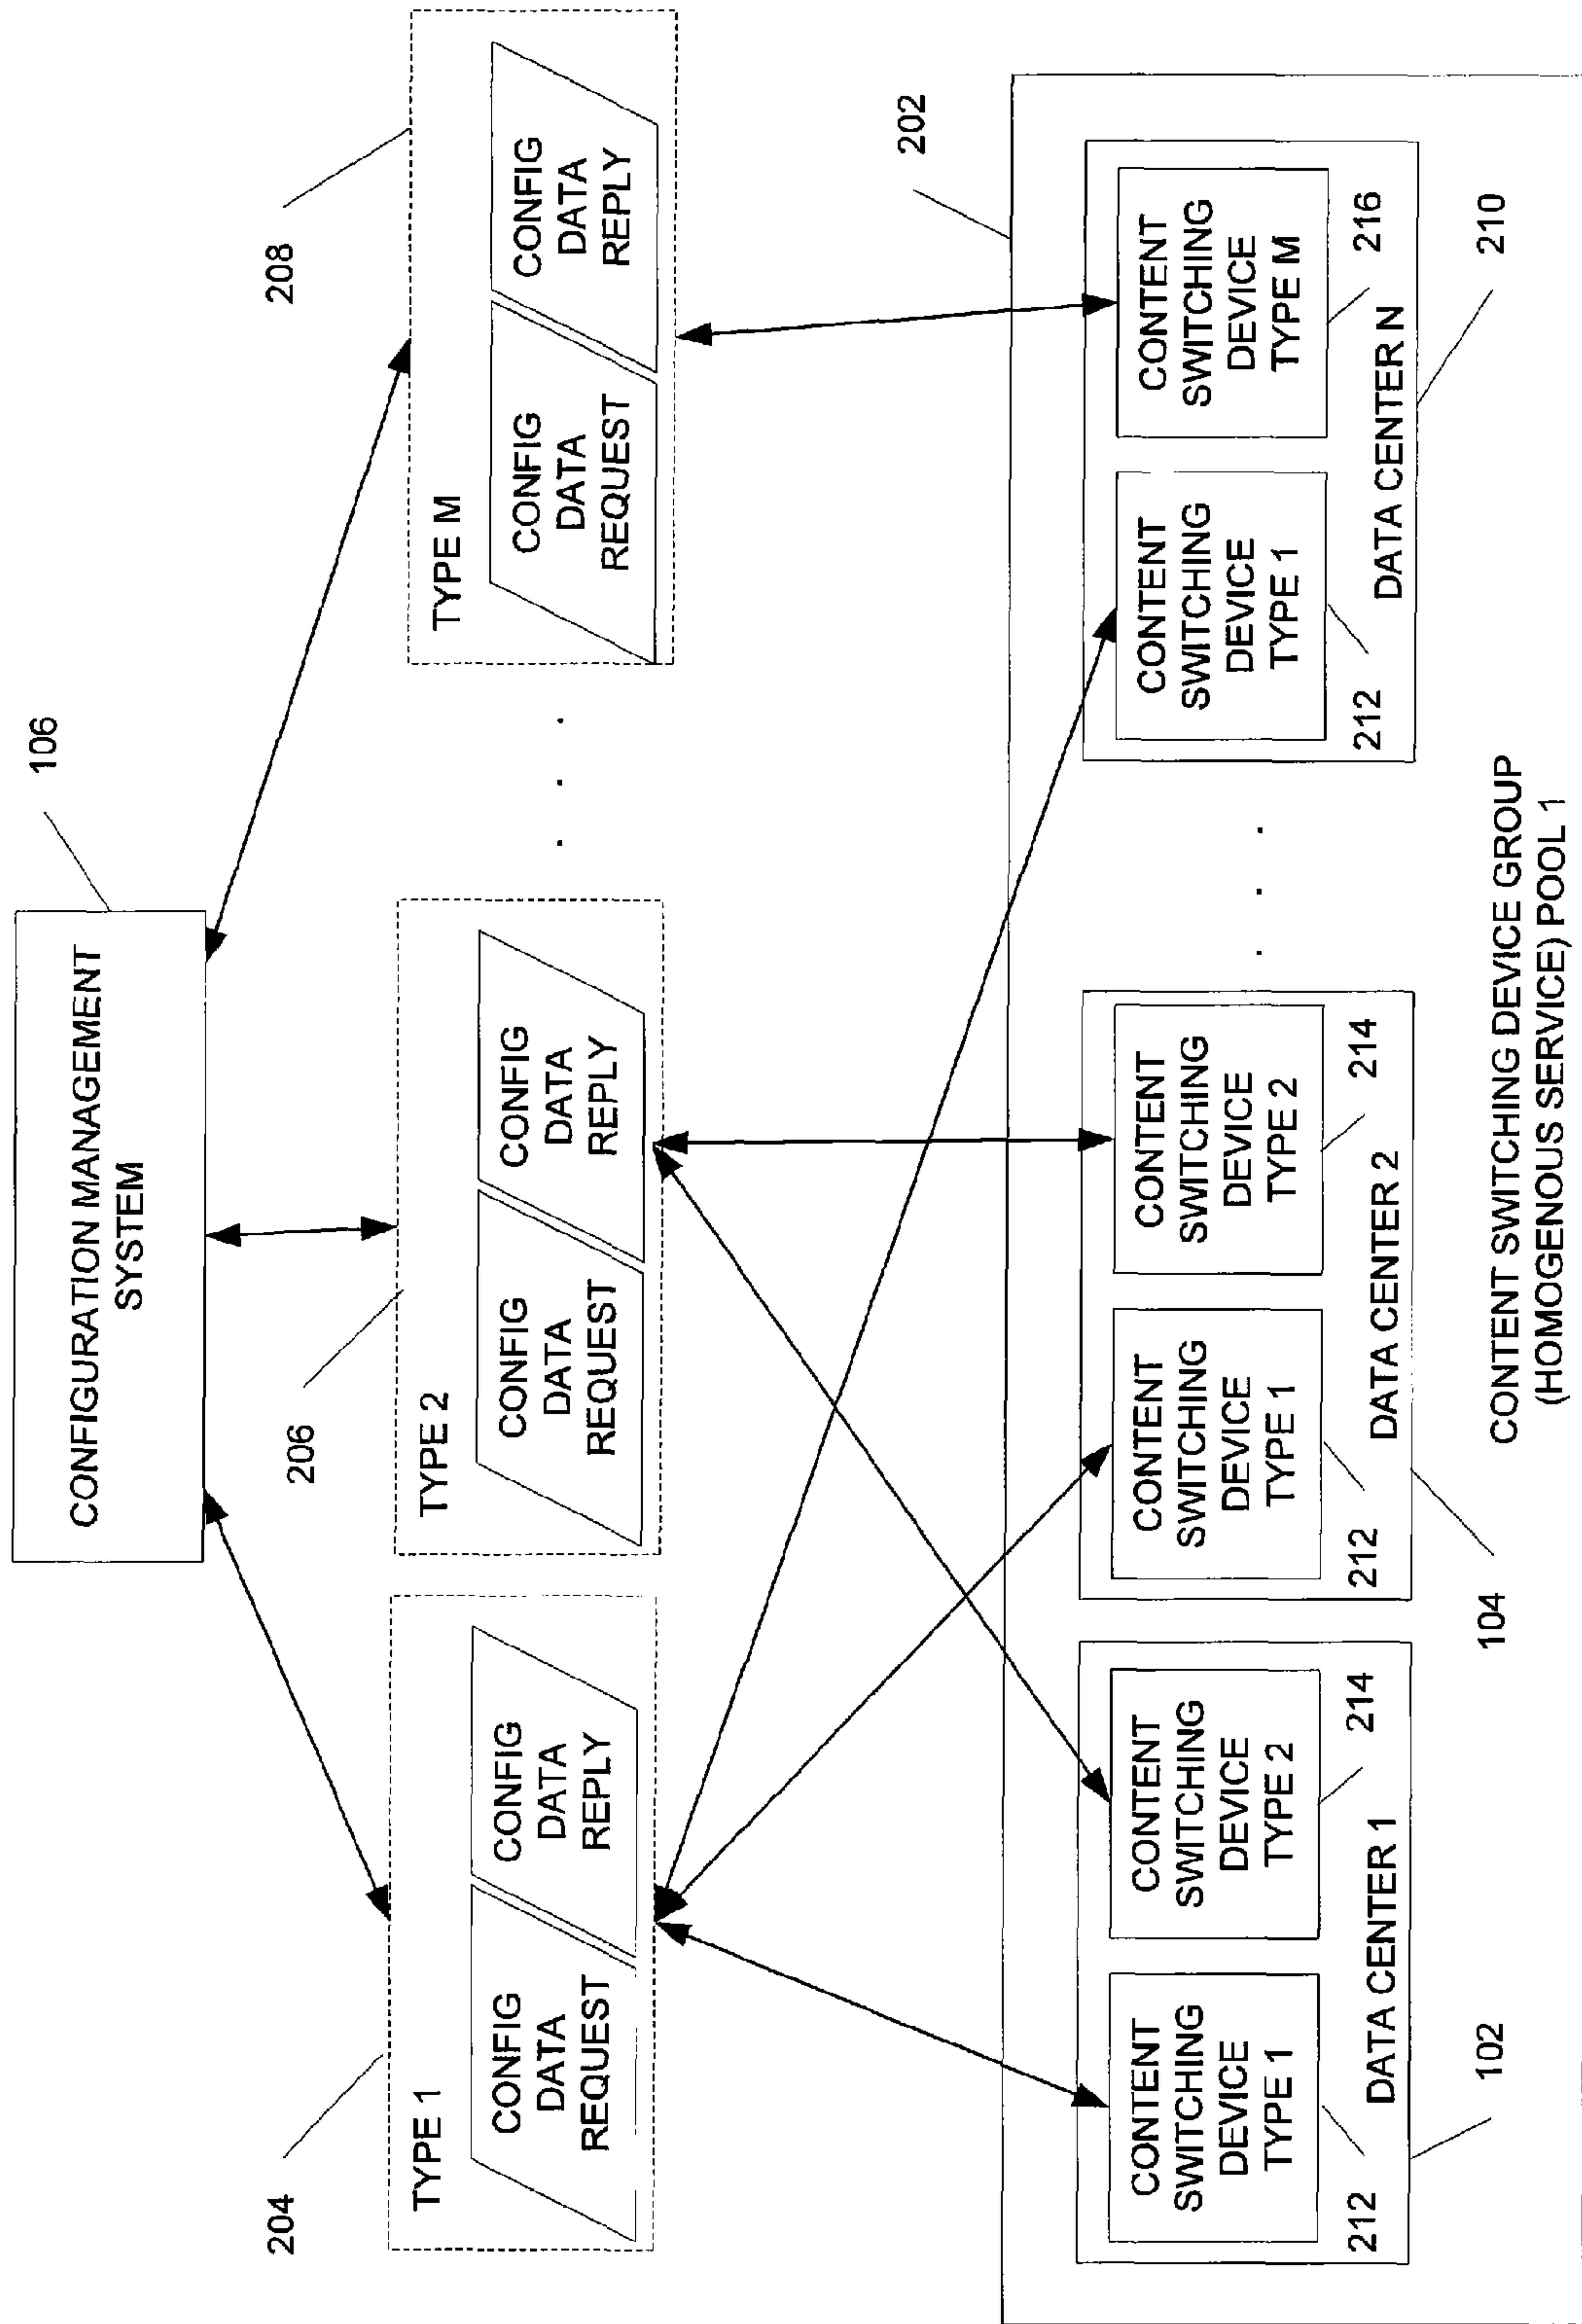 106
CONFIGURATION MANAGEMENT
SYSTEM
204
206
208
TYPE 1
CONFIG
DATA
REQUEST
CONFIG
DATA
REPLY
TYPE 2
CONFIG
DATA
REQUEST
CONFIG
DATA
REPLY
. . .
TYPE M
CONFIG
DATA
REQUEST
CONFIG
DATA
REPLY
202
CONTENT
SWITCHING
DEVICE
TYPE 1
212
CONTENT
SWITCHING
DEVICE
TYPE 2
214
DATA CENTER 1
102
CONTENT
SWITCHING
DEVICE
TYPE 1
212
CONTENT
SWITCHING
DEVICE
TYPE 2
214
DATA CENTER 2
104
. . .
CONTENT
SWITCHING
DEVICE
TYPE 1
212
CONTENT
SWITCHING
DEVICE
TYPE M
216
DATA CENTER N
210
CONTENT SWITCHING DEVICE GROUP
(HOMOGENOUS SERVICE) POOL 1